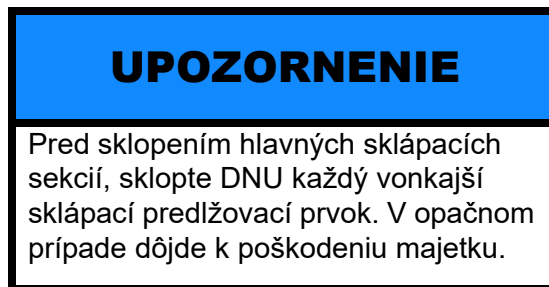 UPOZORNENIE
Pred sklopením hlavných sklápacích
sekcií, sklopte DNU každý vonkajší
sklápací predlžovací prvok. V opačnom
prípade dôjde k poškodeniu majetku.